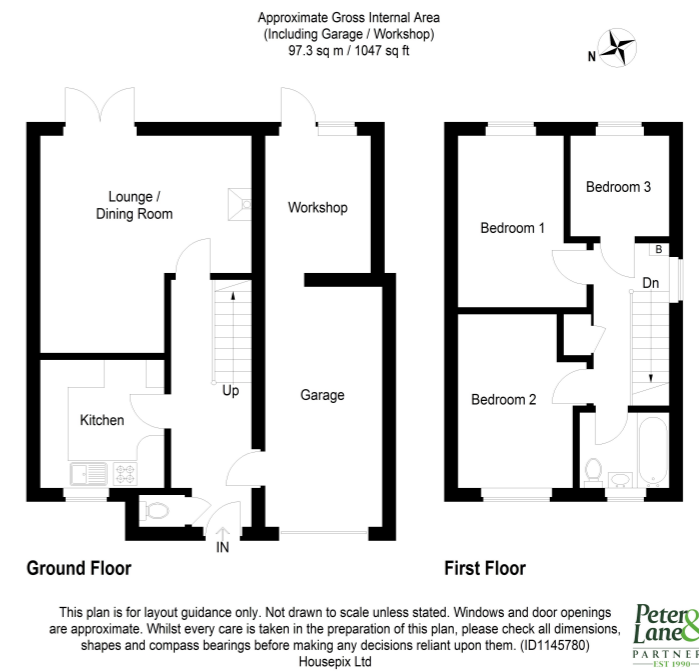 Approximate Gross Internal Area
(Including Garage / Workshop)
97.3 sq m / 1047 sq ft
N
Lounge /
Dining Room
Workshop
Up
Garage
Kitchen
IN
Ground Floor
Bedroom 1
Bedroom 3
B
Dn
Bedroom 2
First Floor
This plan is for layout guidance only. Not drawn to scale unless stated. Windows and door openings
are approximate. Whilst every care is taken in the preparation of this plan, please check all dimensions,
shapes and compass bearings before making any decisions reliant upon them. (ID1145780)
Housepix Ltd
Peter&
Lane
PARTNER
EST 1990